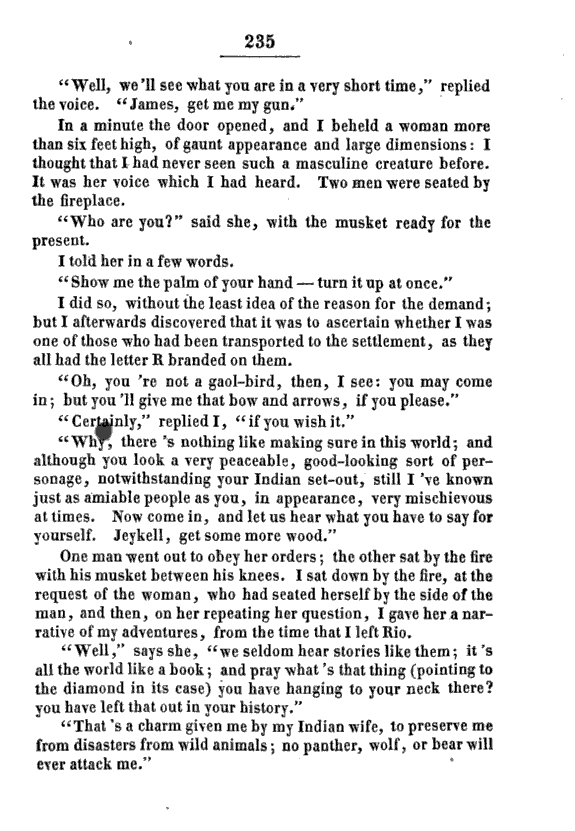 235
“Well, we'll see what you are in a very short time,” replied
the voice. “James, get me my gun.”
In a minute the door opened, and I beheld a woman more
than six feet high, of gaunt appearance and large dimensions: I
thought that I had never seen such a masculine creature before.
It was her voice which I had heard. Two men were seated by
the fireplace.
“Who are you?” said she, with the musket ready for the
present.
I told her in a few words.
“Show me the palm of your hand — turn it up at once.”
I did so, without the least idea of the reason for the demand;
but I afterwards discovered that it was to ascertain whether I was
one of those who had been transported to the settlement, as they
all had the letter R branded on them.
“Oh, you 're not a gaol-bird, then, I see: you may come
in; but you 'll give me that bow and arrows, if you please.”
“Certainly,” replied I, “if you wish it.”
“Why, there 's nothing like making sure in this world; and
although you look a very peaceable, good-looking sort of per-
sonage, notwithstanding your Indian set-out, still I 've known
just as amiable people as you, in appearance, very mischievous
at times. Now come in, and let us hear what you have to say for
yourself. Jeykell, get some more wood.”
One man went out to obey her orders; the other sat by the fire
with his musket between his knees. I sat down by the fire, at the
request of the woman, who had seated herself by the side of the
man, and then, on her repeating her question, I gave her a nar-
rative of my adventures, from the time that I left Rio.
“Well,” says she, “we seldom hear stories like them; it 's
all the world like a book; and pray what 's that thing (pointing to
the diamond in its case) you have hanging to your neck there?
you have left that out in your history.”
“That 's a charm given me by my Indian wife, to preserve me
from disasters from wild animals; no panther, wolf, or bear will
ever attack me.”